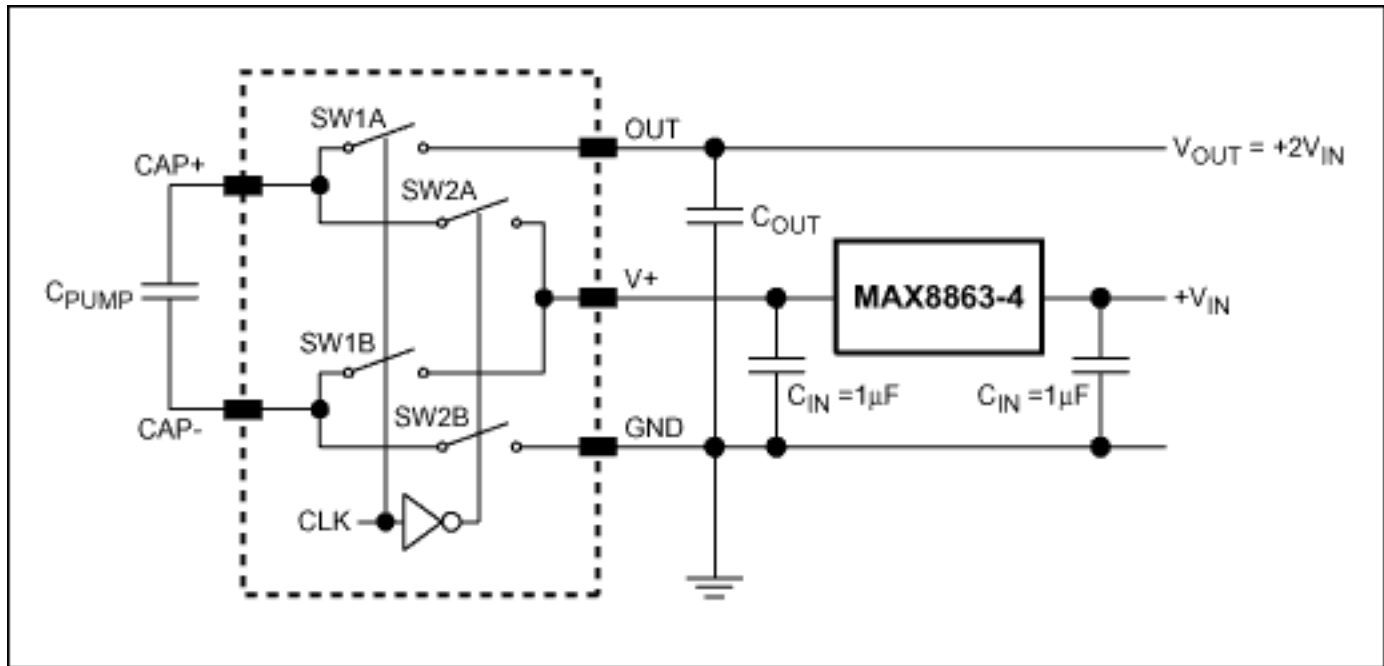 SW1A
OUT
V_OUT = +2V_IN
CAP+
SW2A
C_OUT
C_PUMP
V+
MAX8863-4
+V_IN
SW1B
C_IN =1μF
C_IN =1μF
CAP-
SW2B
GND
CLK